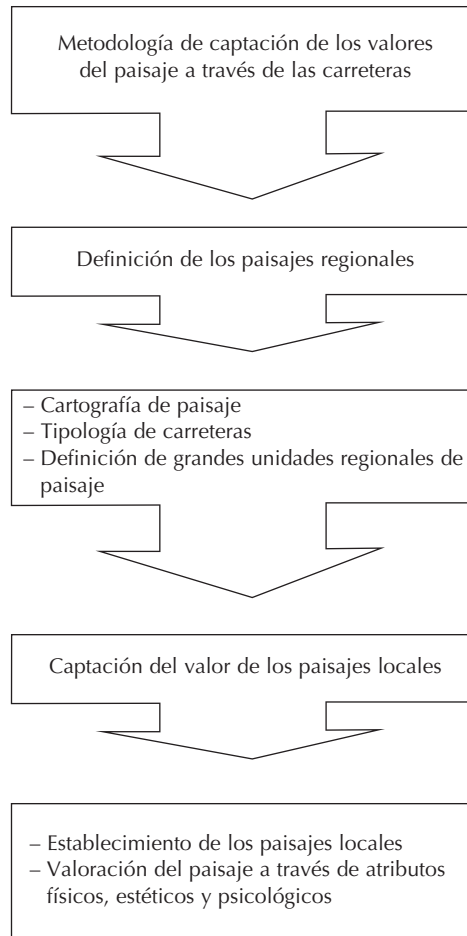 Metodología de captación de los valores
del paisaje a través de las carreteras
Definición de los paisajes regionales
– Cartografía de paisaje
– Tipología de carreteras
– Definición de grandes unidades regionales de
paisaje
Captación del valor de los paisajes locales
– Establecimiento de los paisajes locales
– Valoración del paisaje a través de atributos
físicos, estéticos y psicológicos